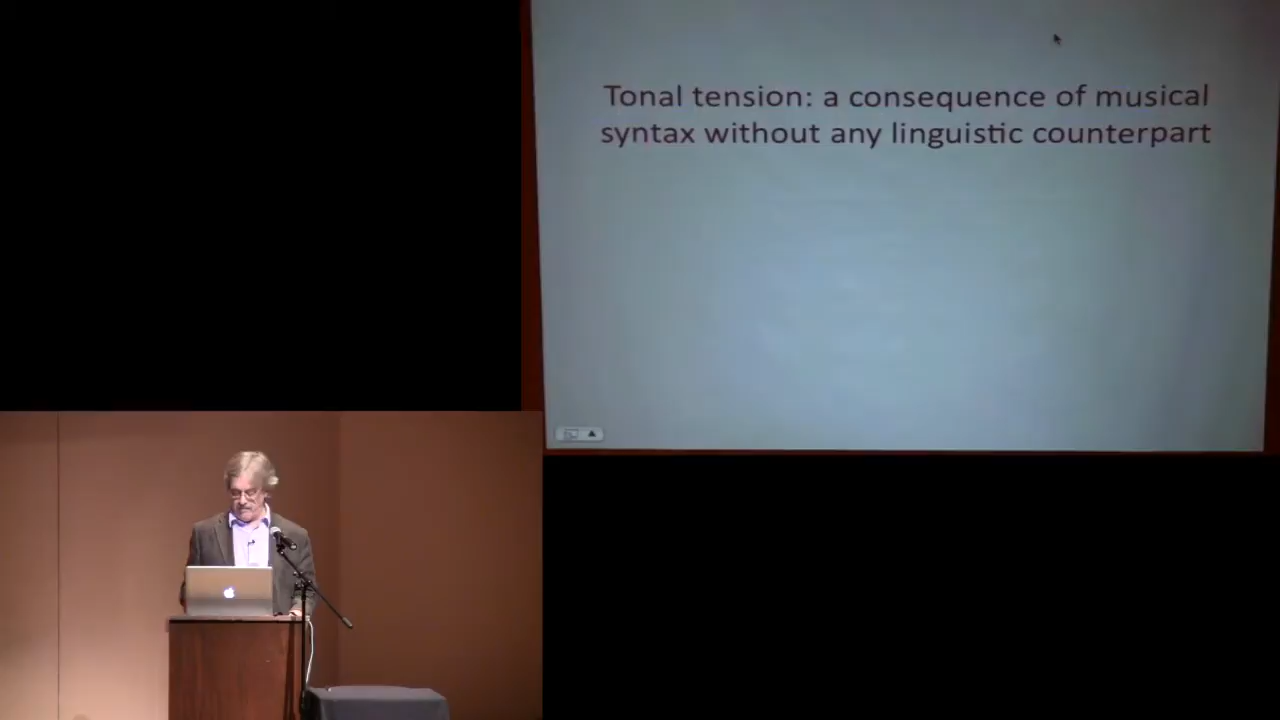 Tonal tension: a consequence of musical
syntax without any linguistic counterpart